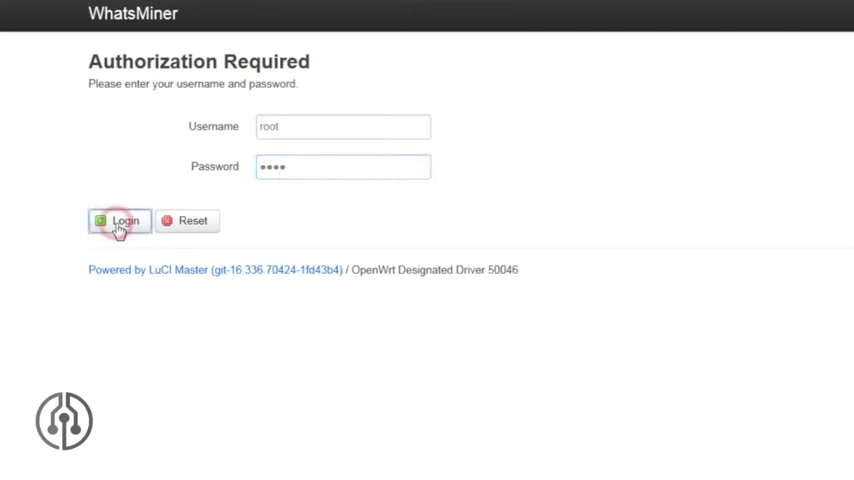 WhatsMiner
Authorization Required
Please enter your username and password.
Username root
Password ••••
Login Reset
Powered by LuCI Master (git-16.336.70424-1fd43b4) / OpenWrt Designated Driver 50046